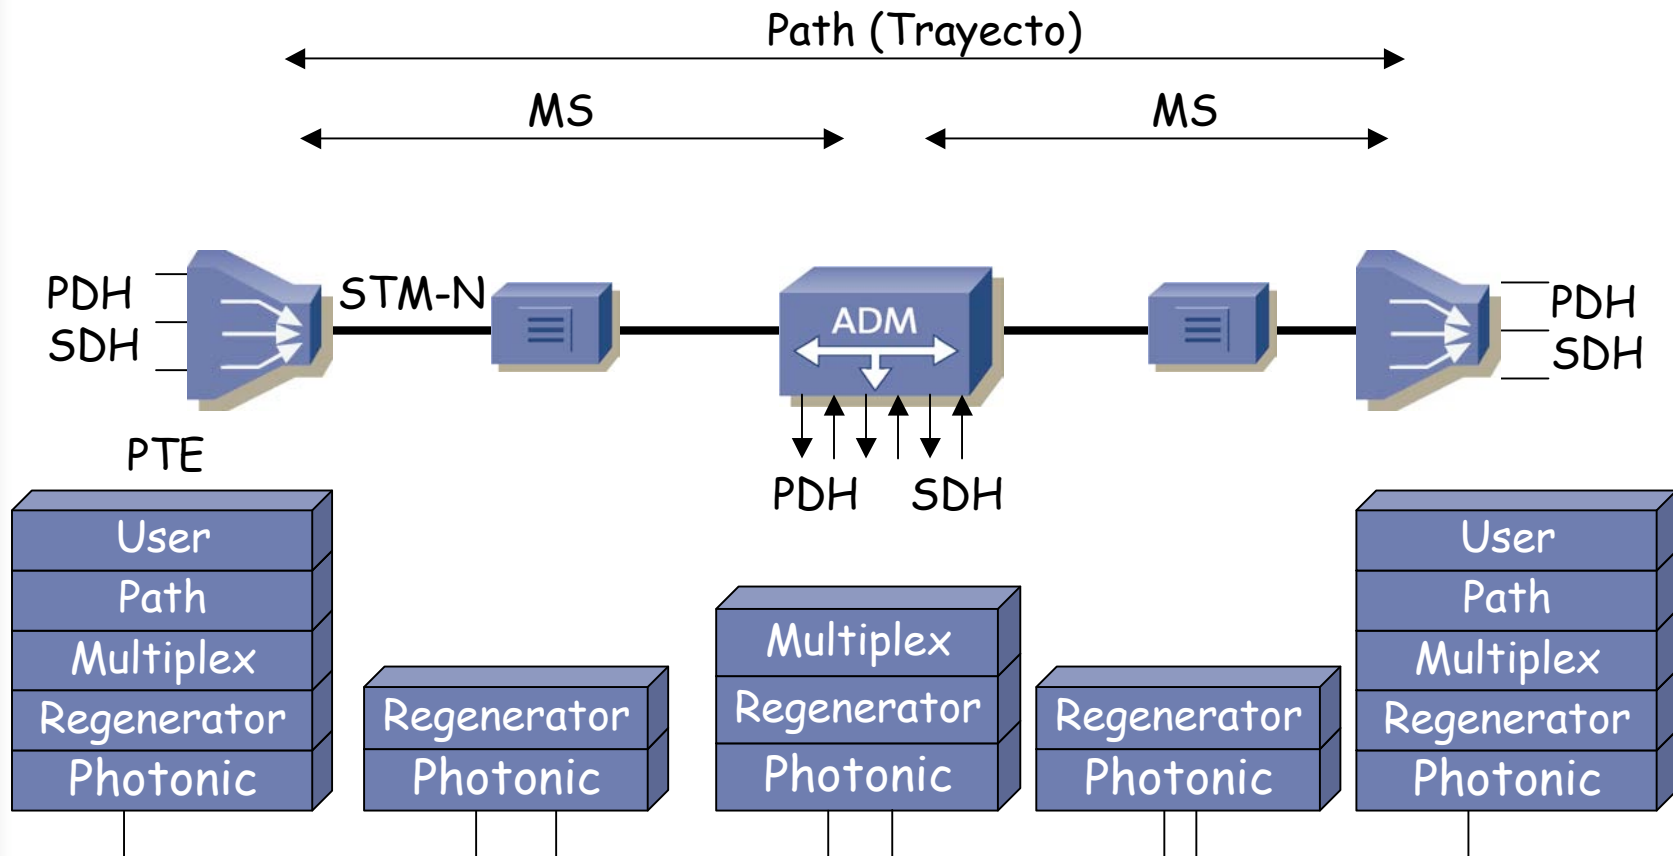 Path (Trayecto)
MS MS
PDH STM-N ADM PDH
SDH SDH
PTE
PDH SDH
User User
Path Path
Multiplex Multiplex Multiplex
Regenerator Regenerator Regenerator Regenerator Regenerator
Photonic Photonic Photonic Photonic Photonic